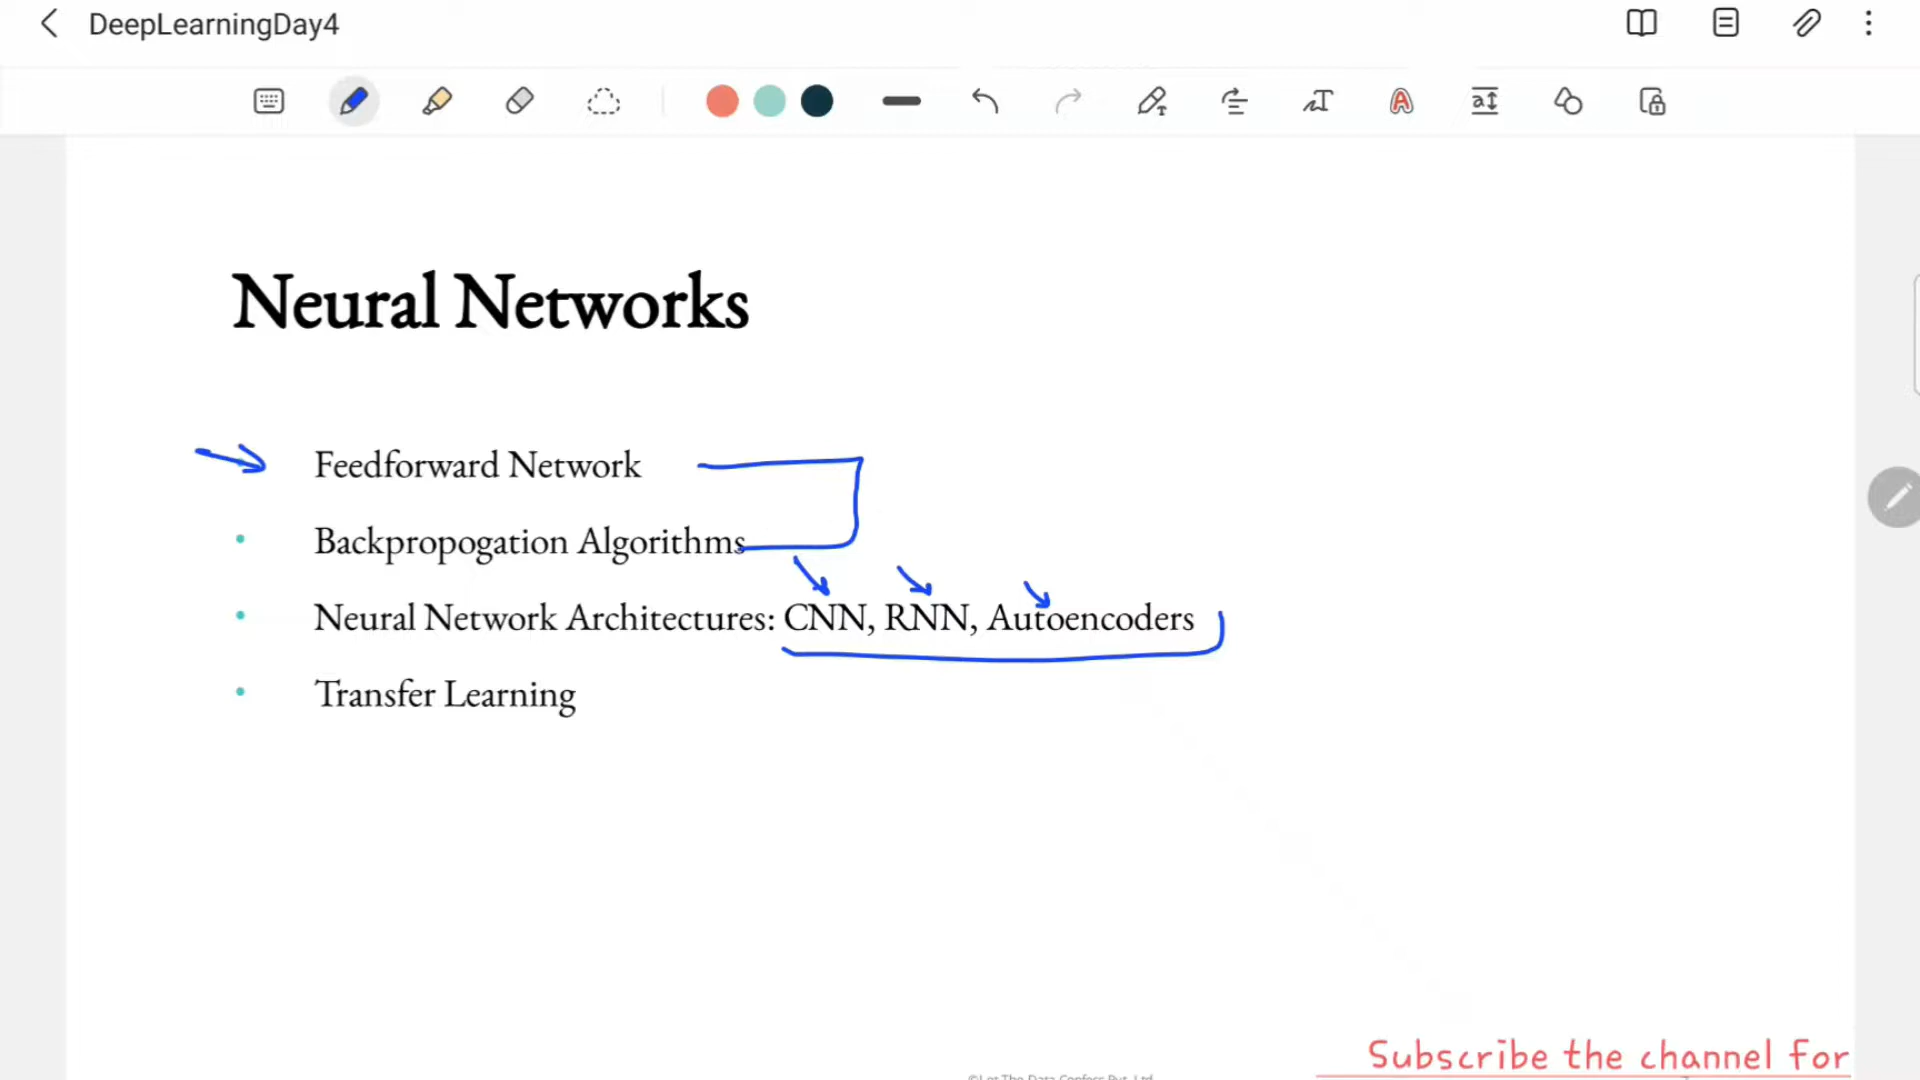 DeepLearningDay4
Neural Networks
Feedforward Network
Backpropogation Algorithms
Neural Network Architectures: CNN, RNN, Autoencoders
Transfer Learning
Subscribe the channel for